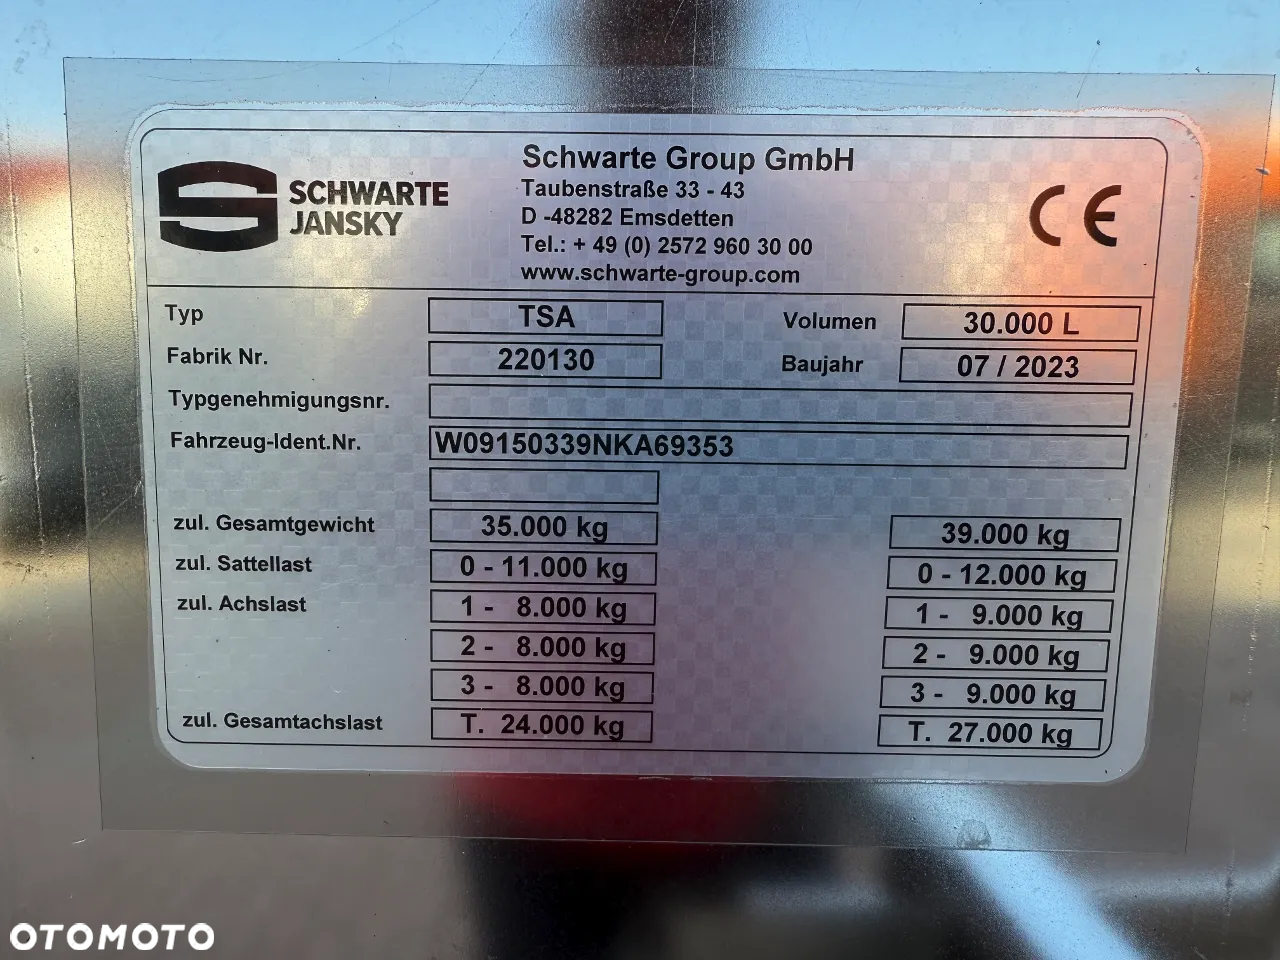 SCHWARTE
JANSKY
Schwarte Group GmbH
Taubenstraße 33 - 43
D -48282 Emsdetten
Tel.: + 49 (0) 2572 960 30 00
www.schwarte-group.com
CE
Typ TSA Volumen 30.000 L
Fabrik Nr. 220130 Baujahr 07 / 2023
Typgenehmigungsnr.
Fahrzeug-Ident.Nr. W09150339NKA69353
zul. Gesamtgewicht 35.000 kg 39.000 kg
zul. Sattellast 0 - 11.000 kg 0 - 12.000 kg
zul. Achslast 1 - 8.000 kg 1 - 9.000 kg
2 - 8.000 kg 2 - 9.000 kg
3 - 8.000 kg 3 - 9.000 kg
zul. Gesamtachslast T. 24.000 kg T. 27.000 kg
OTOMOTO